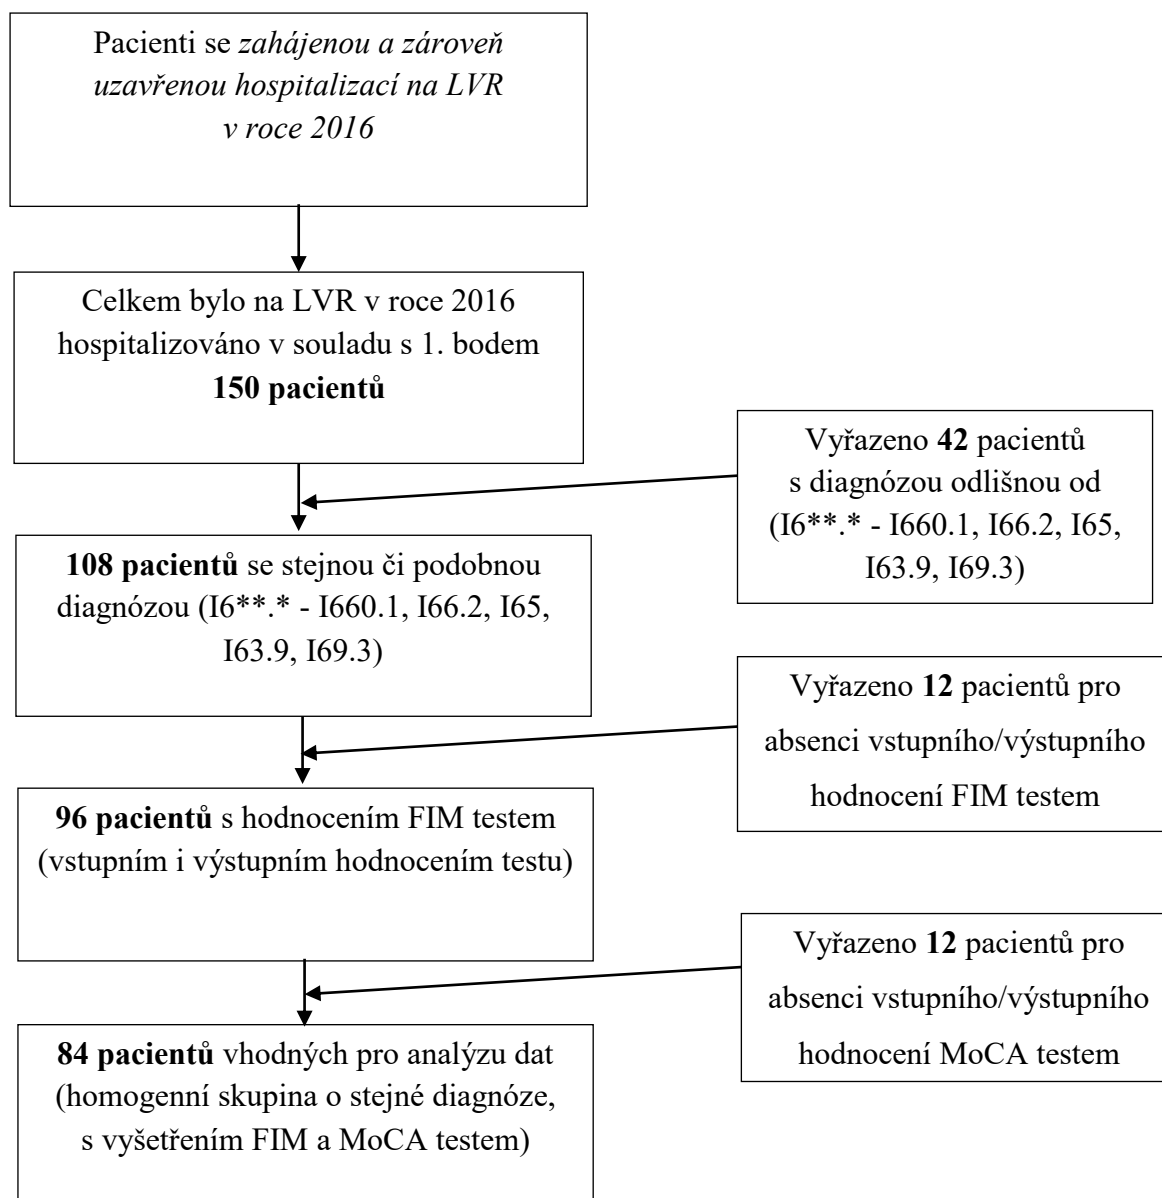 Pacienti se zahájenou a zároveň
uzavřenou hospitalizací na LVR
v roce 2016
Celkem bylo na LVR v roce 2016
hospitalizováno v souladu s 1. bodem
150 pacientů
Vyřazeno 42 pacientů
s diagnózou odlišnou od
(I6**.* - I660.1, I66.2, I65,
I63.9, I69.3)
108 pacientů se stejnou či podobnou
diagnózou (I6**.* - I660.1, I66.2, I65,
I63.9, I69.3)
Vyřazeno 12 pacientů pro
absenci vstupního/výstupního
hodnocení FIM testem
96 pacientů s hodnocením FIM testem
(vstupním i výstupním hodnocením testu)
Vyřazeno 12 pacientů pro
absenci vstupního/výstupního
hodnocení MoCA testem
84 pacientů vhodných pro analýzu dat
(homogenní skupina o stejné diagnóze,
s vyšetřením FIM a MoCA testem)